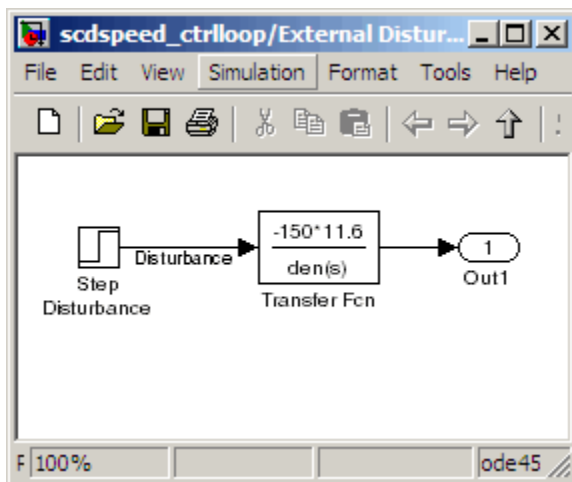 scdspeed_ctrlloop/External Distur...
File Edit View Simulation Format Tools Help
-150*11.6
den(s)
Transfer Fcn
Step
Disturbance
Disturbance
1
Out1
F 100% ode45